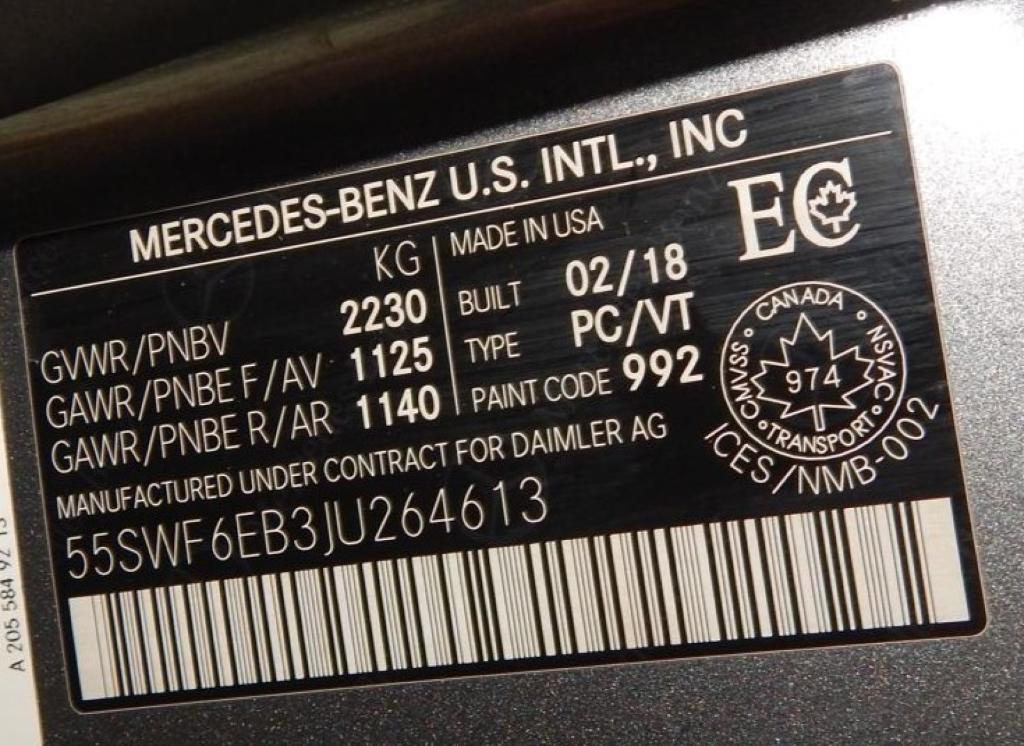 MERCEDES-BENZ U.S. INTL., INC
KG
GVWR/PNBV 2230
GAWR/PNBE F/AV 1125
GAWR/PNBE R/AR 1140
MADE IN USA
BUILT 02/18
TYPE PC/VT
PAINT CODE 992
EC
CANADA
CMVSS
NSVAC
974
TRANSPORT
ICES/NMB-002
MANUFACTURED UNDER CONTRACT FOR DAIMLER AG
55SWF6EB3JU264613
A 205 584 92 13